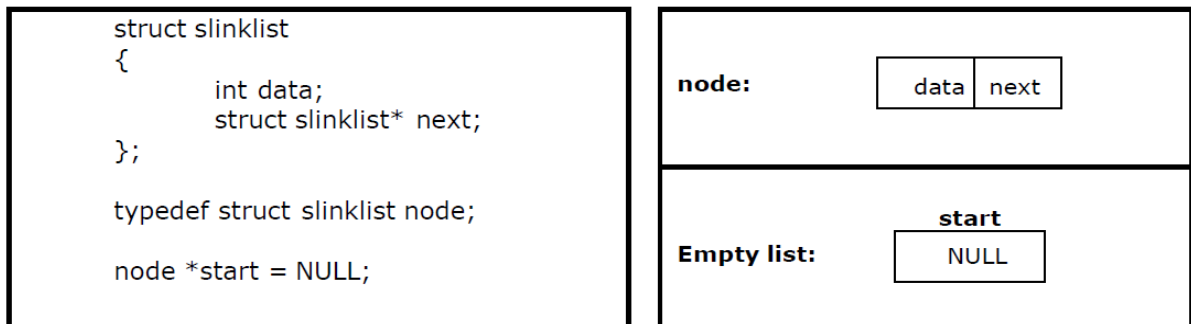 struct slinklist
{
int data;
struct slinklist* next;
};
typedef struct slinklist node;
node *start = NULL;
node:
data next
start
Empty list:
NULL